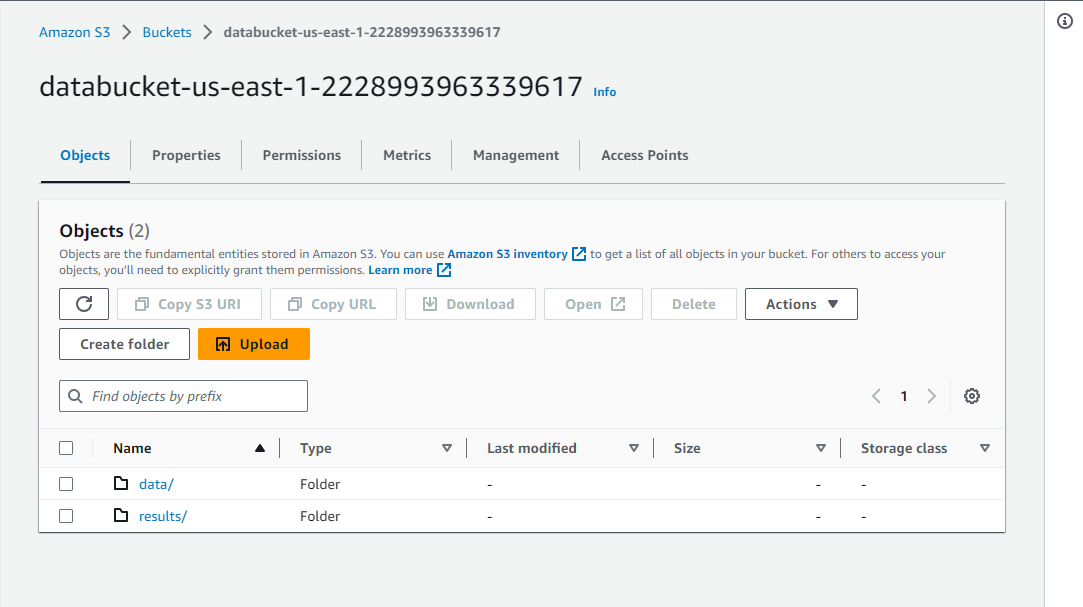 Amazon S3 > Buckets > databucket-us-east-1-2228993963339617
databucket-us-east-1-2228993963339617 Info
Objects Properties Permissions Metrics Management Access Points
Objects (2)
Objects are the fundamental entities stored in Amazon S3. You can use Amazon S3 inventory to get a list of all objects in your bucket. For others to access your
objects, you'll need to explicitly grant them permissions. Learn more
Copy S3 URI Copy URL Download Open Delete Actions
Create folder Upload
Find objects by prefix 1
Name Type Last modified Size Storage class
data/ Folder - - -
results/ Folder - - -